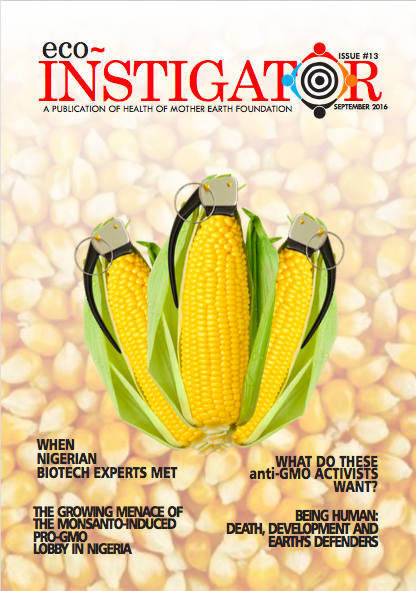 eco~
ISSUE #13
INSTIGATOR
A PUBLICATION OF HEALTH OF MOTHER EARTH FOUNDATION
SEPTEMBER 2016
WHEN
NIGERIAN
BIOTECH EXPERTS MET
THE GROWING MENACE OF
THE MONSANTO-INDUCED
PRO-GMO
LOBBY IN NIGERIA
WHAT DO THESE
anti-GMO ACTIVISTS
WANT?
BEING HUMAN:
DEATH, DEVELOPMENT AND
EARTH'S DEFENDERS